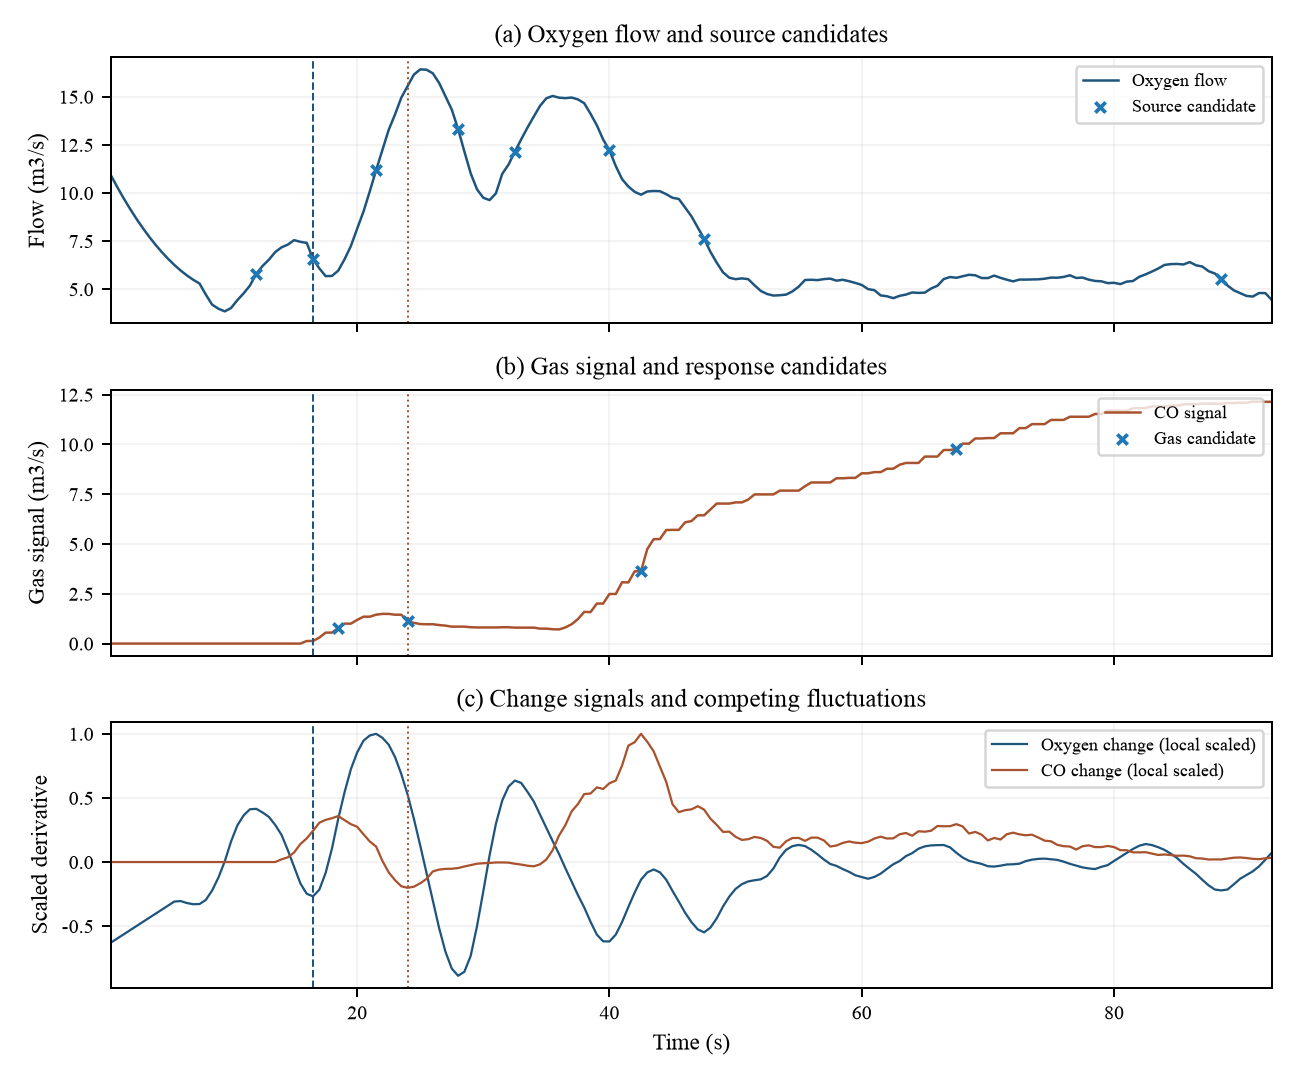 (a) Oxygen flow and source candidates
Flow (m3/s)
15.0
12.5
10.0
7.5
5.0
Oxygen flow
Source candidate
(b) Gas signal and response candidates
Gas signal (m3/s)
12.5
10.0
7.5
5.0
2.5
0.0
CO signal
Gas candidate
(c) Change signals and competing fluctuations
Scaled derivative
1.0
0.5
0.0
-0.5
Oxygen change (local scaled)
CO change (local scaled)
20
40
60
80
Time (s)